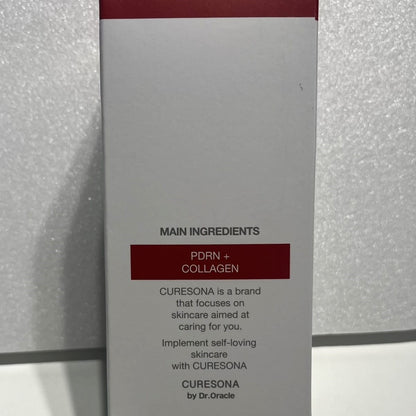 MAIN INGREDIENTS
PDRN +
COLLAGEN
CURESONA is a brand
that focuses on
skincare aimed at
caring for you.
Implement self-loving
skincare
with CURESONA
CURESONA
by Dr.Oracle